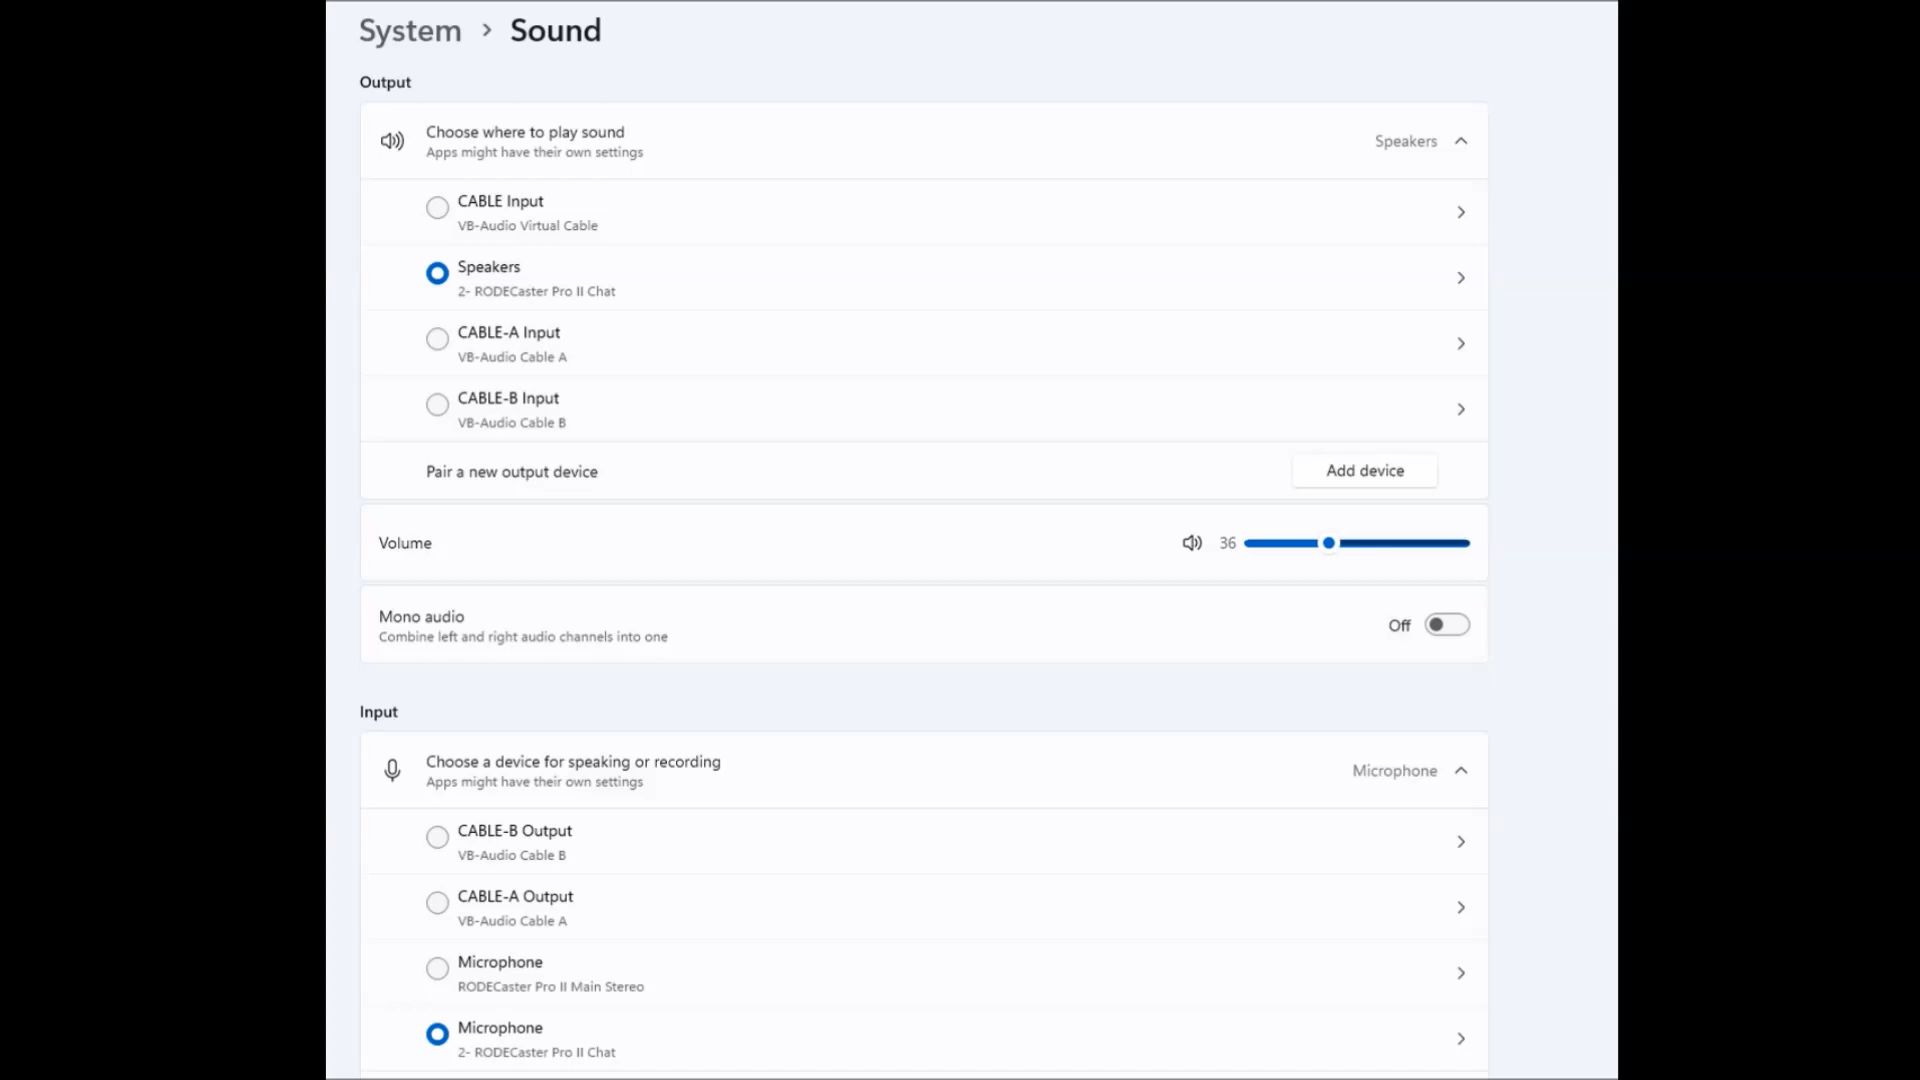 System > Sound
Output
Choose where to play sound
Apps might have their own settings
Speakers
CABLE Input
VB-Audio Virtual Cable
Speakers
2- RODECaster Pro II Chat
CABLE-A Input
VB-Audio Cable A
CABLE-B Input
VB-Audio Cable B
Pair a new output device
Add device
Volume
36
Mono audio
Combine left and right audio channels into one
Off
Input
Choose a device for speaking or recording
Apps might have their own settings
Microphone
CABLE-B Output
VB-Audio Cable B
CABLE-A Output
VB-Audio Cable A
Microphone
RODECaster Pro II Main Stereo
Microphone
2- RODECaster Pro II Chat